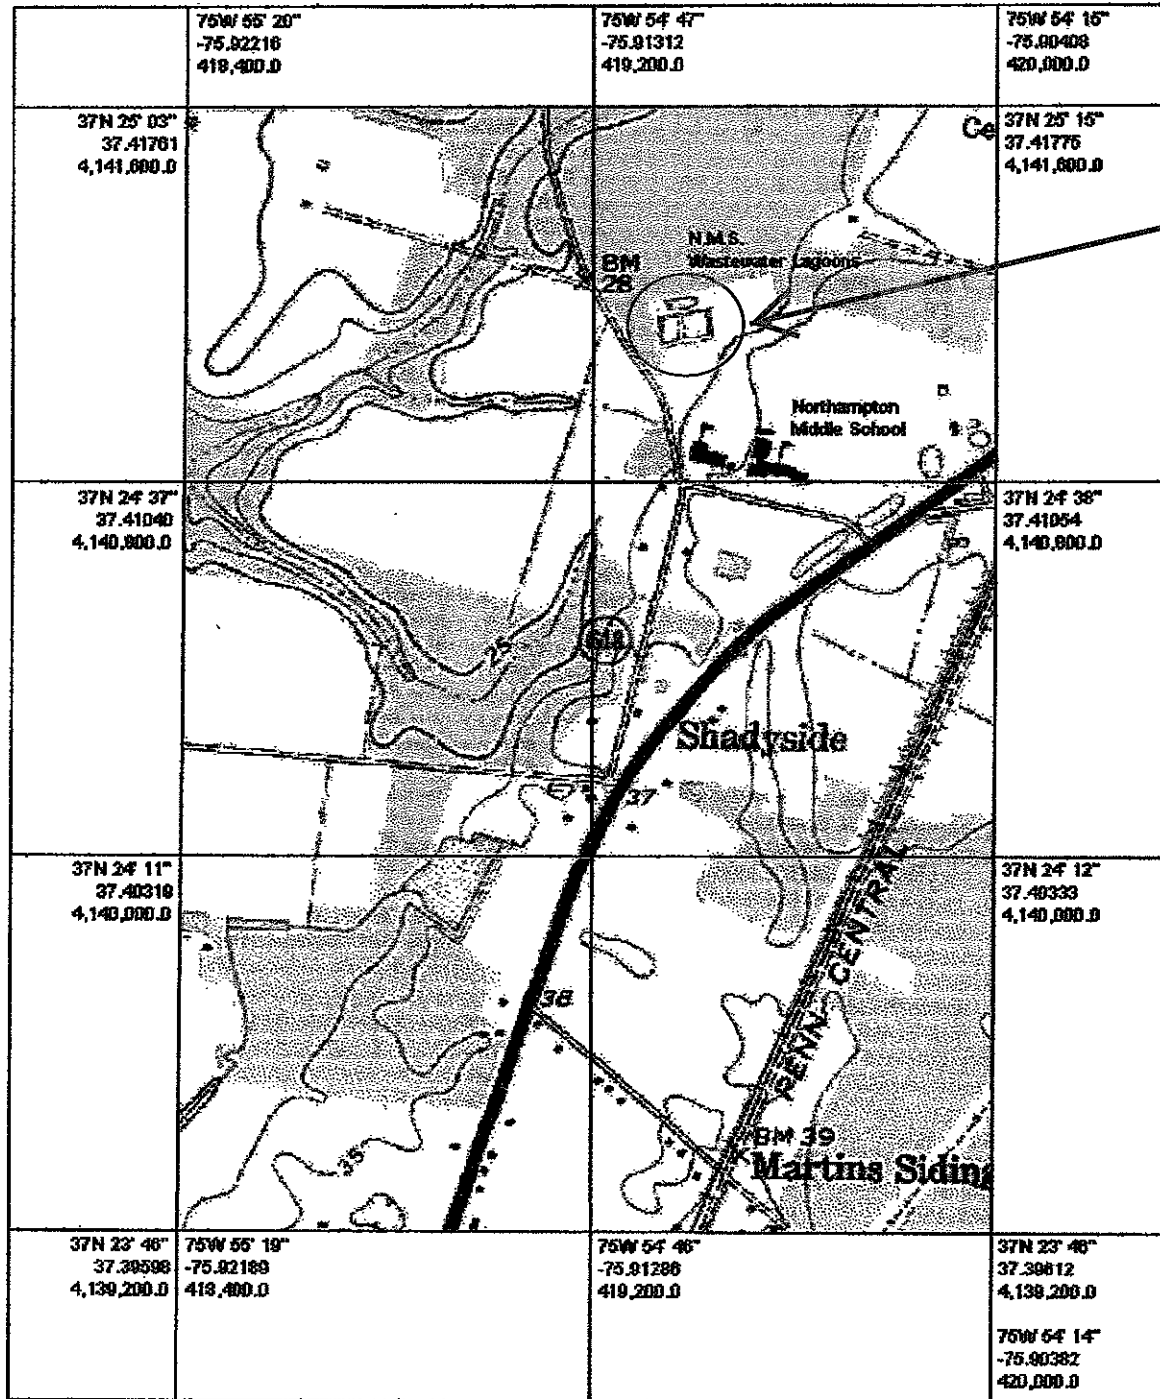 75W 55' 20"
-75.92216
418,400.0
75W 54' 47"
-75.91312
419,200.0
75W 54' 15"
-75.90408
420,000.0
37N 25' 03"
37.41761
4,141,600.0
Ce
37N 25' 15"
37.41775
4,141,600.0
N.M.S.
Wastewater Lagoons
BM
28
Northampton
Middle School
37N 24' 37"
37.41040
4,140,800.0
37N 24' 38"
37.41054
4,140,800.0
25
618
Shadyside
37
37N 24' 11"
37.40319
4,140,000.0
37N 24' 12"
37.40333
4,140,000.0
PENN CENTRAL
38
35
BM 39
Martins Siding
37N 23' 46"
37.39598
4,139,200.0
75W 55' 19"
-75.92189
418,400.0
75W 54' 46"
-75.91286
419,200.0
37N 23' 46"
37.39612
4,139,200.0
75W 54' 14"
-75.90382
420,000.0